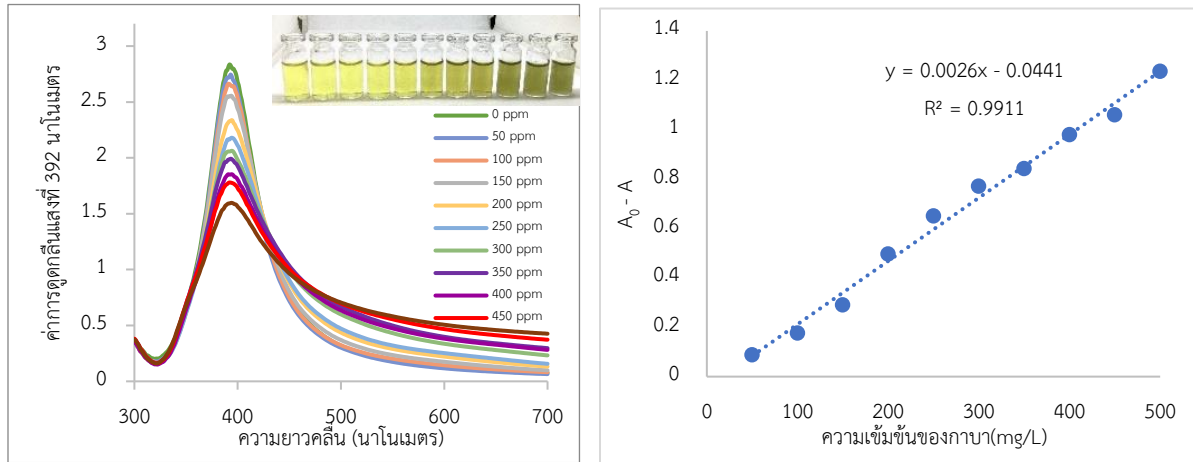 ค่าการดูดกลืนแสงที่ 392 นาโนเมตร
3
2.5
2
1.5
1
0.5
0
300
400
500
600
700
ความยาวคลื่น (นาโนเมตร)
0 ppm
50 ppm
100 ppm
150 ppm
200 ppm
250 ppm
300 ppm
350 ppm
400 ppm
450 ppm
A₀ - A
1.4
1.2
1
0.8
0.6
0.4
0.2
0
y = 0.0026x - 0.0441
R² = 0.9911
0
100
200
300
400
500
ความเข้มข้นของกาบา(mg/L)